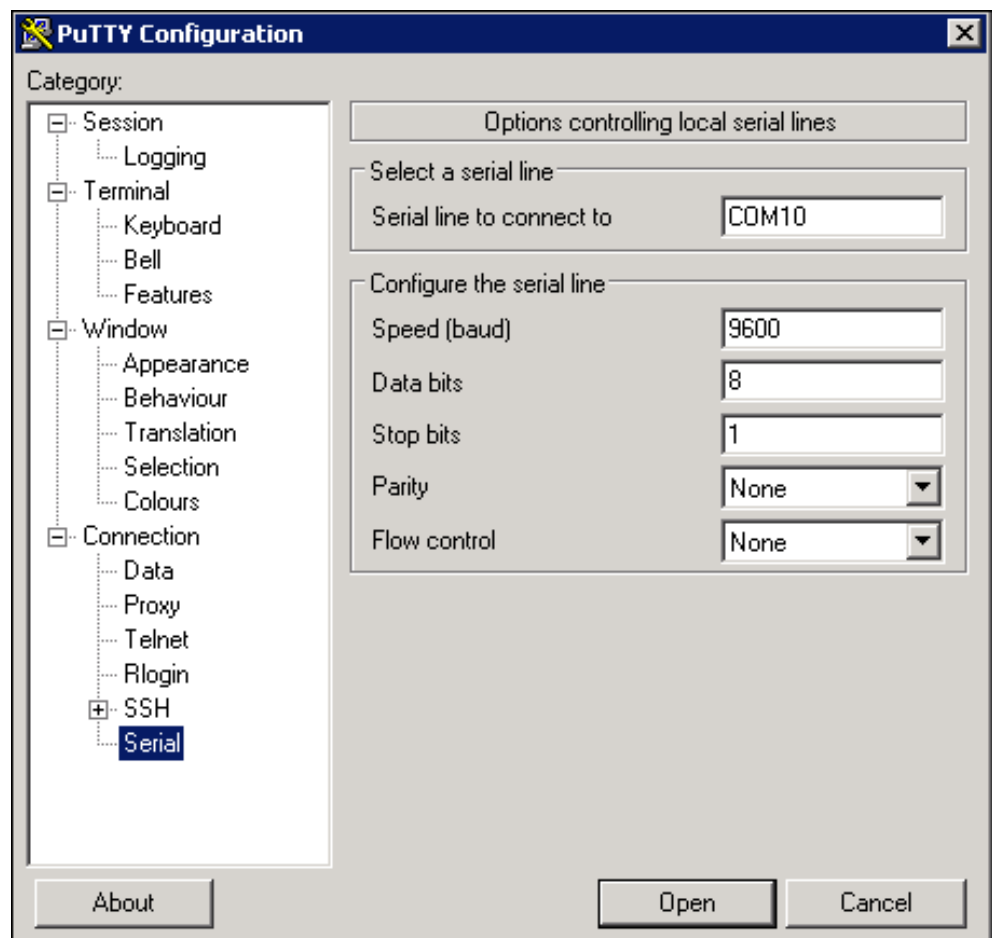 PuTTY Configuration
Category:
Session
Logging
Terminal
Keyboard
Bell
Features
Window
Appearance
Behaviour
Translation
Selection
Colours
Connection
Data
Proxy
Telnet
Rlogin
SSH
Serial
Options controlling local serial lines
Select a serial line
Serial line to connect to COM10
Configure the serial line
Speed (baud) 9600
Data bits 8
Stop bits 1
Parity None
Flow control None
About Open Cancel